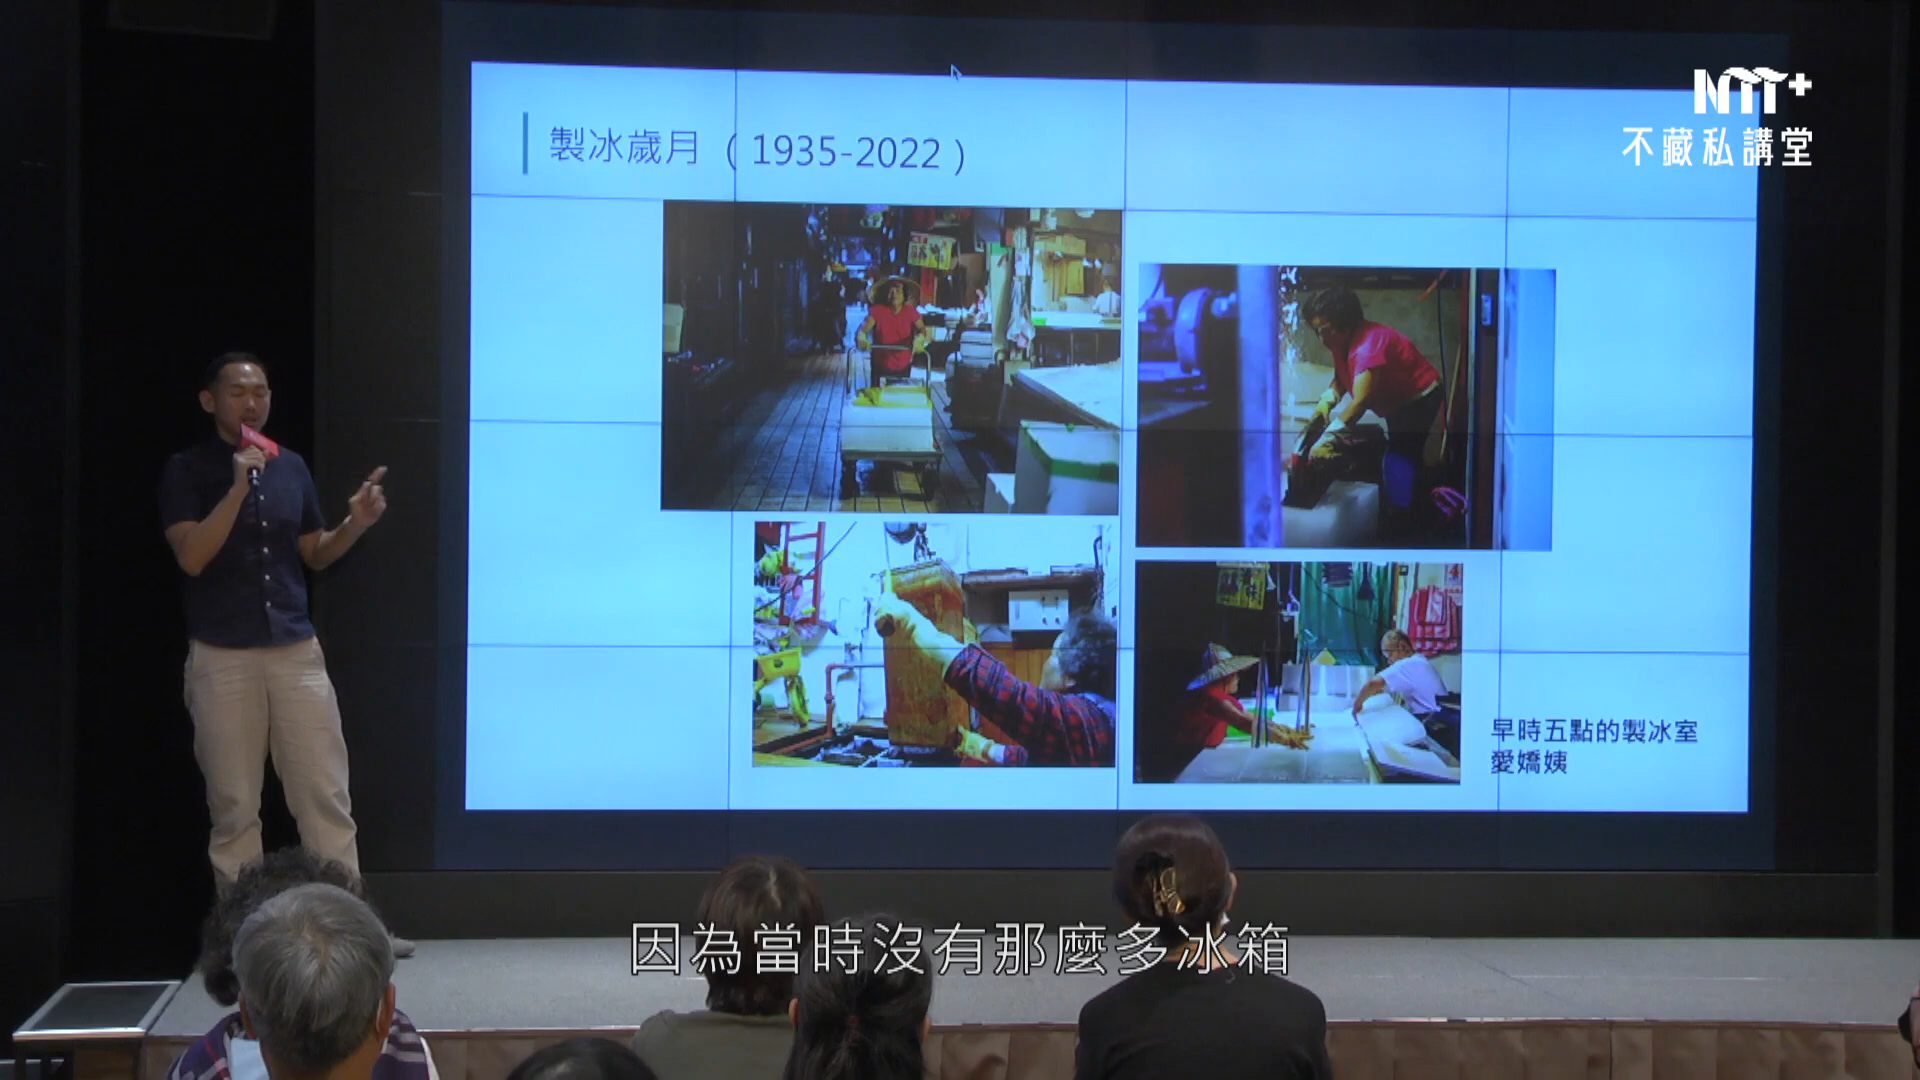 製冰歲月（1935-2022）
NTT+
不藏私講堂
早時五點的製冰室
愛嬌姨
因為當時沒有那麼多冰箱